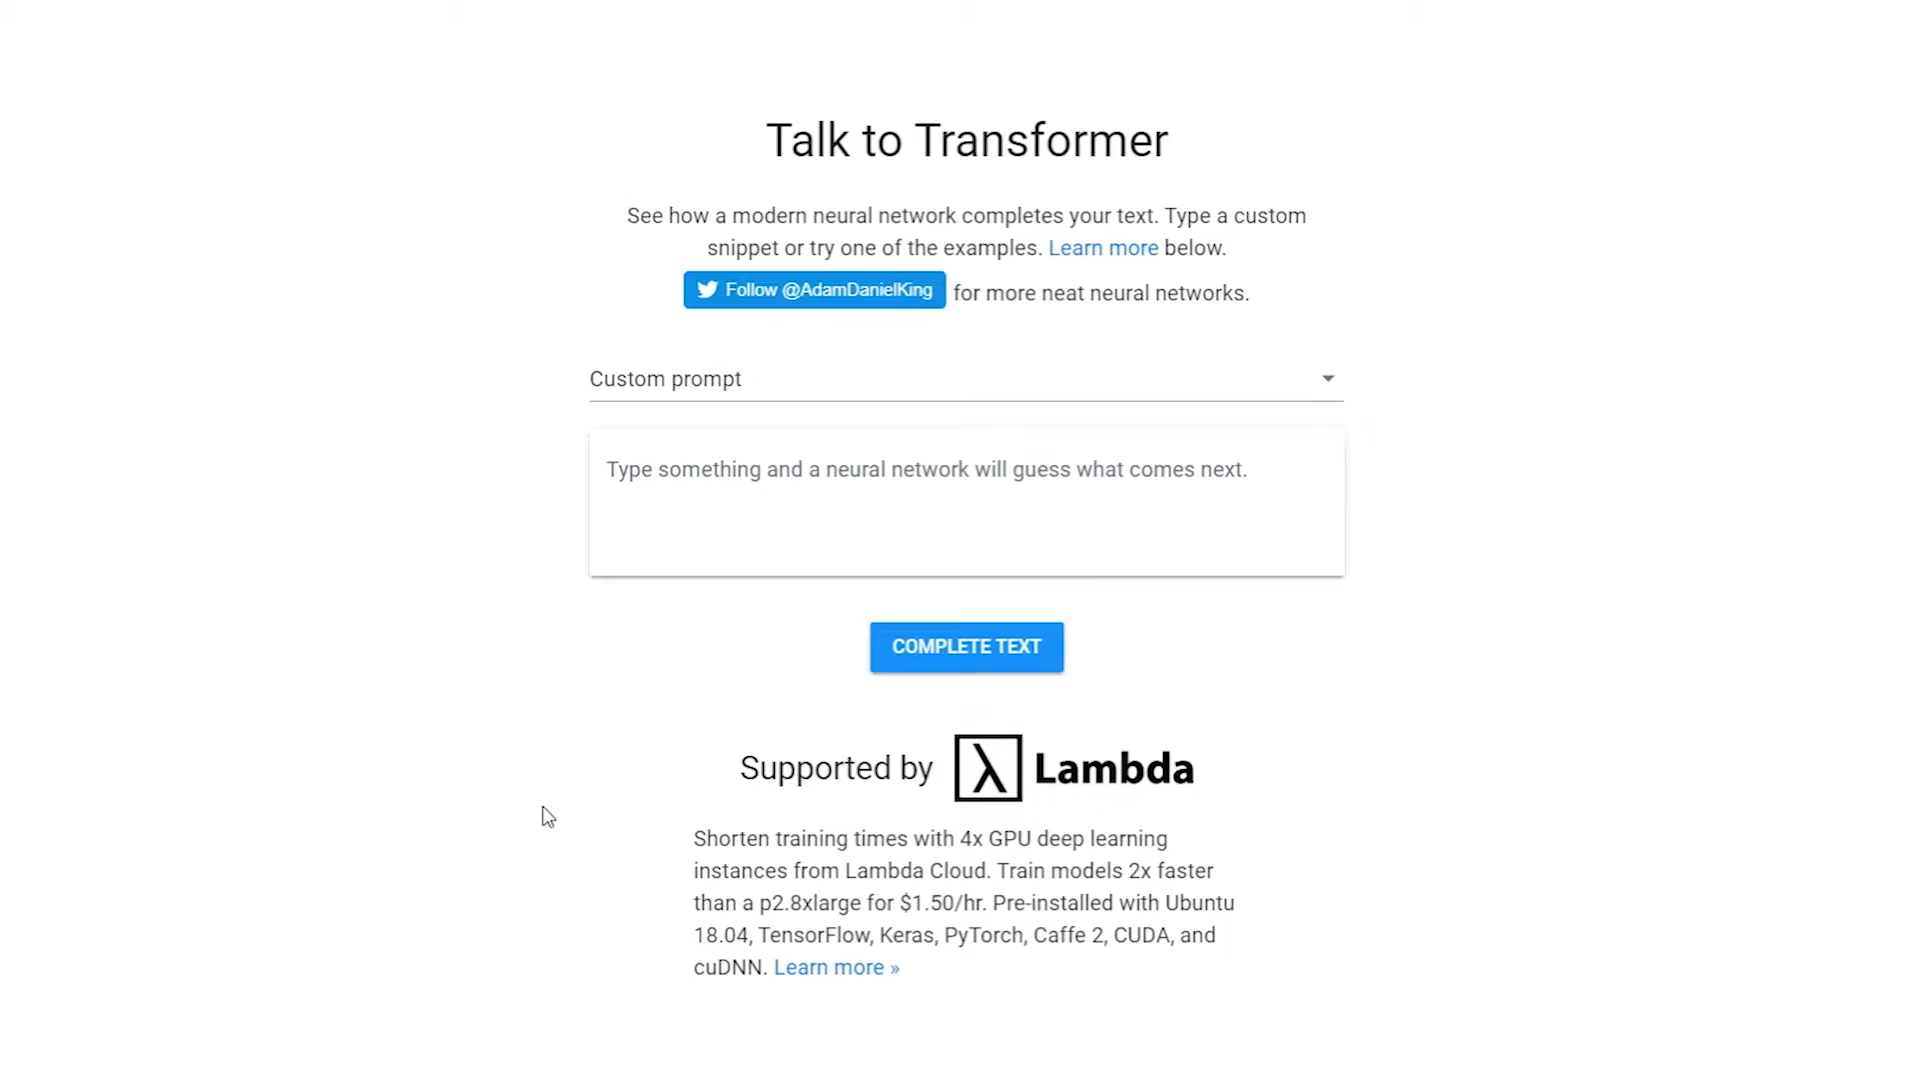 Talk to Transformer
See how a modern neural network completes your text. Type a custom
snippet or try one of the examples. Learn more below.
Follow @AdamDanielKing for more neat neural networks.
Custom prompt
Type something and a neural network will guess what comes next.
COMPLETE TEXT
Supported by λ Lambda
Shorten training times with 4x GPU deep learning
instances from Lambda Cloud. Train models 2x faster
than a p2.8xlarge for $1.50/hr. Pre-installed with Ubuntu
18.04, TensorFlow, Keras, PyTorch, Caffe 2, CUDA, and
cuDNN. Learn more »